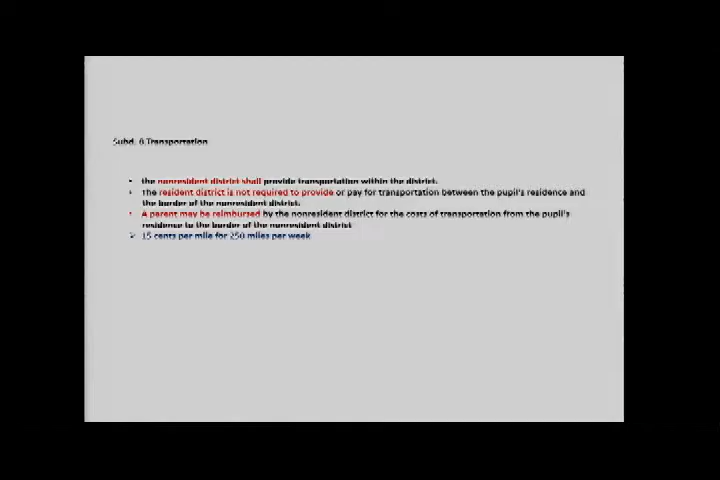 Subd. 8.Transportation
the nonresident district shall provide transportation within the district.
The resident district is not required to provide or pay for transportation between the pupil's residence and
the border of the nonresident district.
A parent may be reimbursed by the nonresident district for the costs of transportation from the pupil's
residence to the border of the nonresident district
15 cents per mile for 250 miles per week